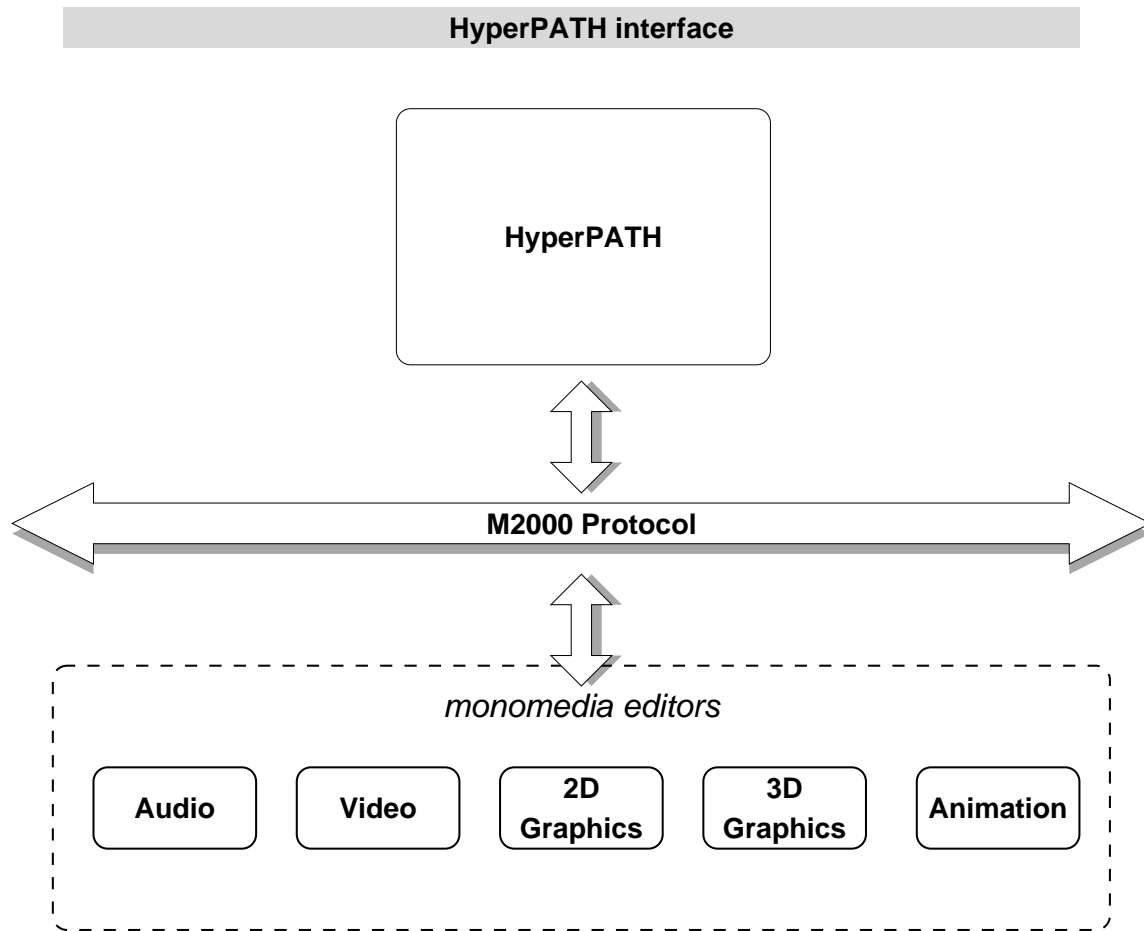 HyperPATH interface
HyperPATH
M2000 Protocol
monomedia editors
Audio
Video
2D
Graphics
3D
Graphics
Animation